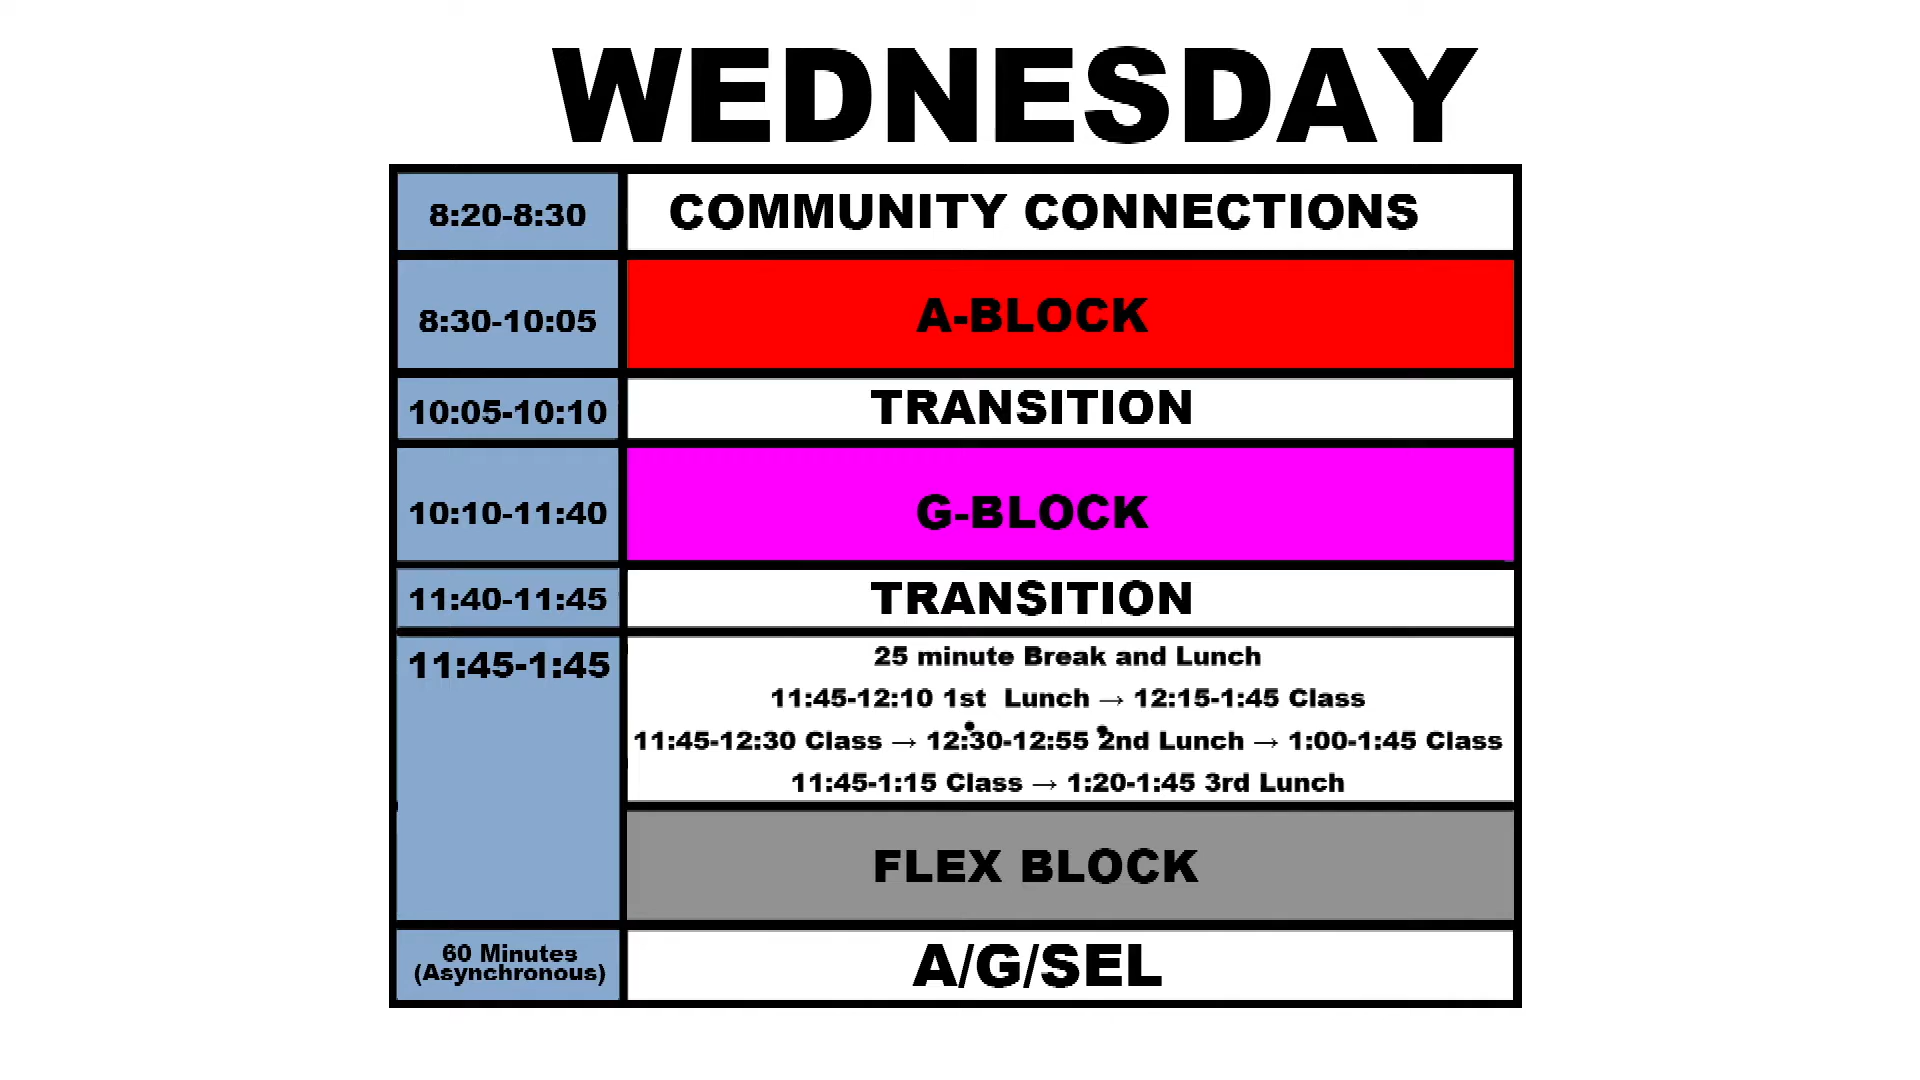 WEDNESDAY
8:20-8:30 COMMUNITY CONNECTIONS
8:30-10:05 A-BLOCK
10:05-10:10 TRANSITION
10:10-11:40 G-BLOCK
11:40-11:45 TRANSITION
11:45-1:45
25 minute Break and Lunch
11:45-12:10 1st Lunch → 12:15-1:45 Class
11:45-12:30 Class → 12:30-12:55 2nd Lunch → 1:00-1:45 Class
11:45-1:15 Class → 1:20-1:45 3rd Lunch
FLEX BLOCK
60 Minutes
(Asynchronous)
A/G/SEL